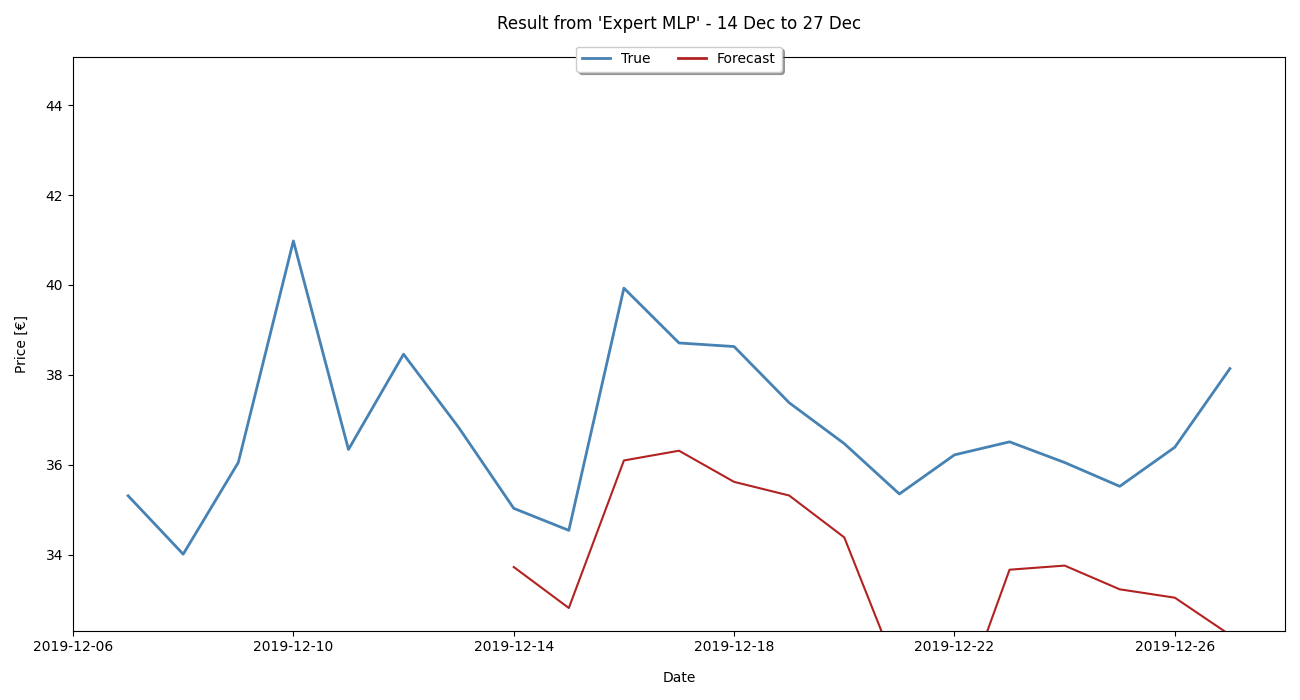 Result from 'Expert MLP' - 14 Dec to 27 Dec
True Forecast
44
42
40
38
36
34
Price [€]
2019-12-06 2019-12-10 2019-12-14 2019-12-18 2019-12-22 2019-12-26
Date